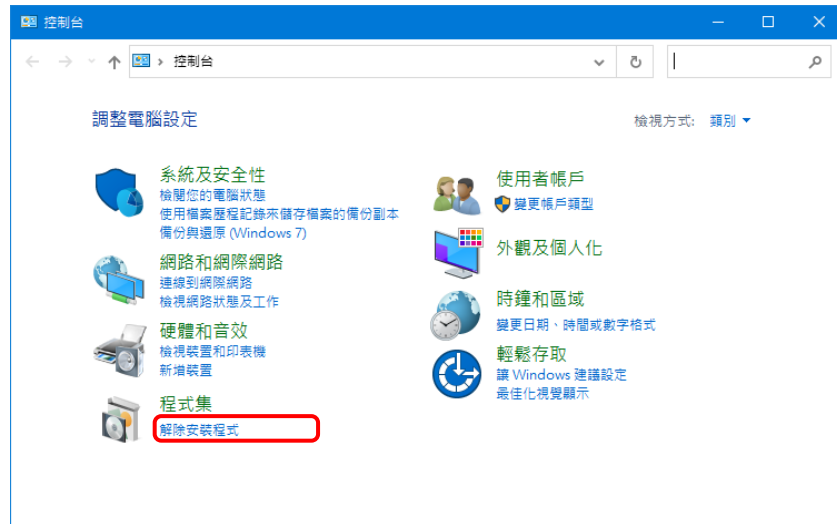 控制台
控制台
調整電腦設定
檢視方式: 類別
系統及安全性
檢閱您的電腦狀態
使用檔案歷程記錄來儲存檔案的備份副本
備份與還原 (Windows 7)
網路和網際網路
連線到網際網路
檢視網路狀態及工作
硬體和音效
檢視裝置和印表機
新增裝置
程式集
解除安裝程式
使用者帳戶
變更帳戶類型
外觀及個人化
時鐘和區域
變更日期、時間或數字格式
輕鬆存取
讓 Windows 建議設定
最佳化視覺顯示